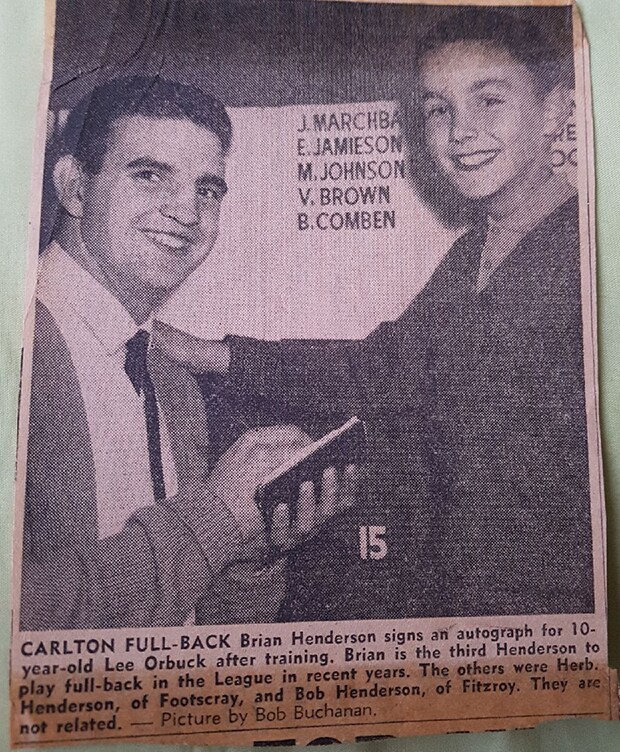 J. MARCHBA
E. JAMIESON
M. JOHNSON
V. BROWN
B. COMBEN
15
CARLTON FULL-BACK Brian Henderson signs an autograph for 10-
year-old Lee Orbuck after training. Brian is the third Henderson to
play full-back in the League in recent years. The others were Herb.
Henderson, of Footscray, and Bob Henderson, of Fitzroy. They are
not related. — Picture by Bob Buchanan.